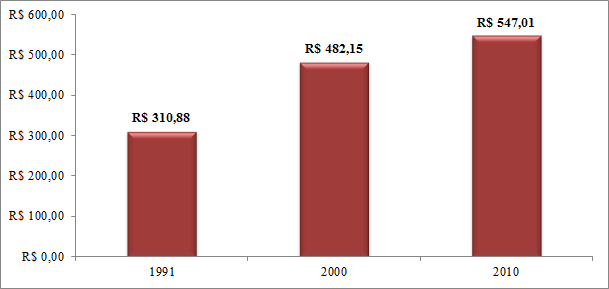 R$ 600,00
R$ 500,00
R$ 400,00
R$ 300,00
R$ 200,00
R$ 100,00
R$ 0,00
R$ 310,88
R$ 482,15
R$ 547,01
1991
2000
2010